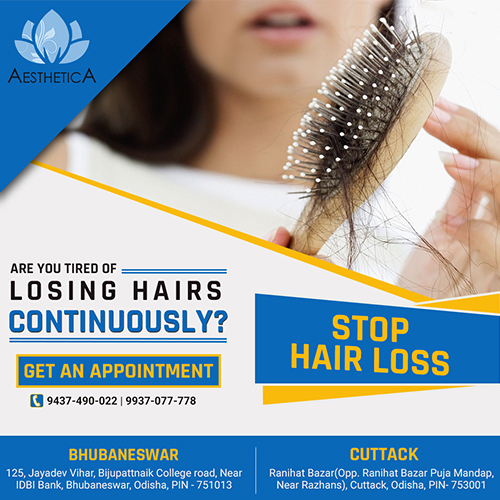 AESTHETICA
ARE YOU TIRED OF
LOSING HAIRS
CONTINUOUSLY?
GET AN APPOINTMENT
9437-490-022 | 9937-077-778
STOP
HAIR LOSS
BHUBANESWAR
125, Jayadev Vihar, Bijupattnaik College road, Near
IDBI Bank, Bhubaneswar, Odisha, PIN - 751013
CUTTACK
Ranihat Bazar(Opp. Ranihat Bazar Puja Mandap,
Near Razhans), Cuttack, Odisha, PIN- 753001